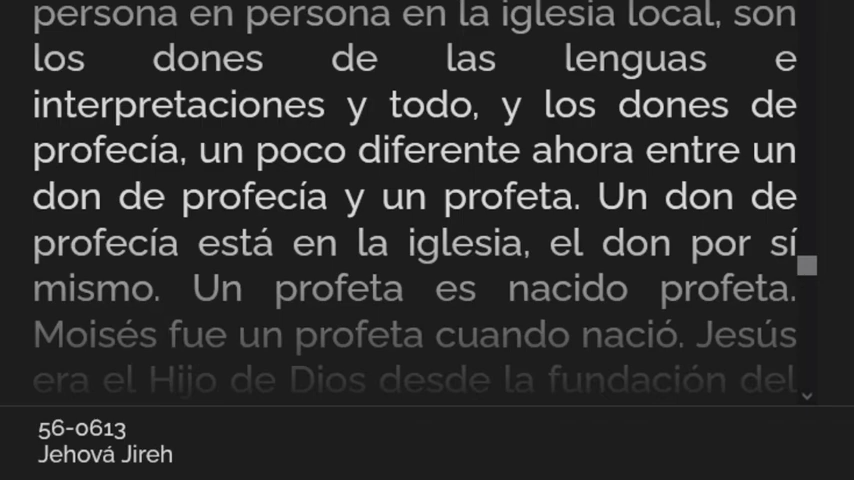 persona en persona en la iglesia local, son
los dones de las lenguas e
interpretaciones y todo, y los dones de
profecía, un poco diferente ahora entre un
don de profecía y un profeta. Un don de
profecía está en la iglesia, el don por sí
mismo. Un profeta es nacido profeta.
Moisés fue un profeta cuando nació. Jesús
era el Hijo de Dios desde la fundación del
56-0613
Jehová Jireh